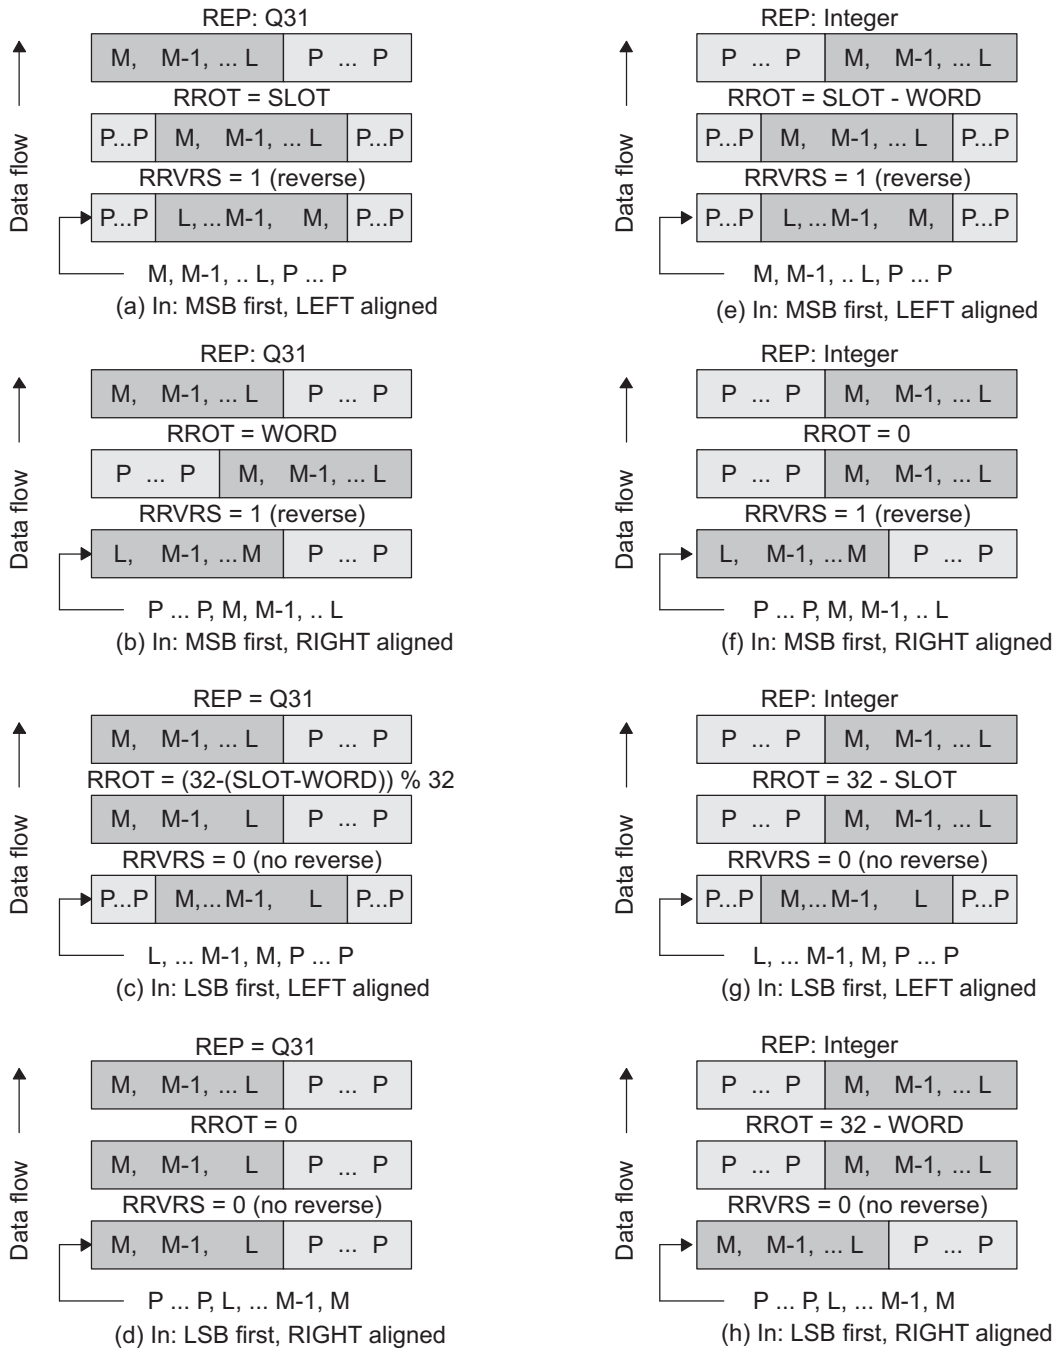 REP: Q31
M, M-1, ... L P ... P
RROT = SLOT
P...P M, M-1, ... L P...P
RRVRS = 1 (reverse)
P...P L, ... M-1, M, P...P
M, M-1, .. L, P ... P
(a) In: MSB first, LEFT aligned
Data flow
REP: Q31
M, M-1, ... L P ... P
RROT = WORD
P ... P M, M-1, ... L
RRVRS = 1 (reverse)
L, M-1, ... M P ... P
P ... P, M, M-1, .. L
(b) In: MSB first, RIGHT aligned
Data flow
REP = Q31
M, M-1, ... L P ... P
RROT = (32-(SLOT-WORD)) % 32
M, M-1, L P ... P
RRVRS = 0 (no reverse)
P...P M,... M-1, L P...P
L, ... M-1, M, P ... P
(c) In: LSB first, LEFT aligned
Data flow
REP = Q31
M, M-1, ... L P ... P
RROT = 0
M, M-1, L P ... P
RRVRS = 0 (no reverse)
M, M-1, L P ... P
P ... P, L, ... M-1, M
(d) In: LSB first, RIGHT aligned
Data flow
REP: Integer
P ... P M, M-1, ... L
RROT = SLOT - WORD
P...P M, M-1, ... L P...P
RRVRS = 1 (reverse)
P...P L, ... M-1, M, P...P
M, M-1, .. L, P ... P
(e) In: MSB first, LEFT aligned
Data flow
REP: Integer
P ... P M, M-1, ... L
RROT = 0
P ... P M, M-1, ... L
RRVRS = 1 (reverse)
L, M-1, ... M P ... P
P ... P, M, M-1, .. L
(f) In: MSB first, RIGHT aligned
Data flow
REP: Integer
P ... P M, M-1, ... L
RROT = 32 - SLOT
P ... P M, M-1, ... L
RRVRS = 0 (no reverse)
P...P M,... M-1, L P...P
L, ... M-1, M, P ... P
(g) In: LSB first, LEFT aligned
Data flow
REP: Integer
P ... P M, M-1, ... L
RROT = 32 - WORD
P ... P M, M-1, ... L
RRVRS = 0 (no reverse)
M, M-1, ... L P ... P
P ... P, L, ... M-1, M
(h) In: LSB first, RIGHT aligned
Data flow